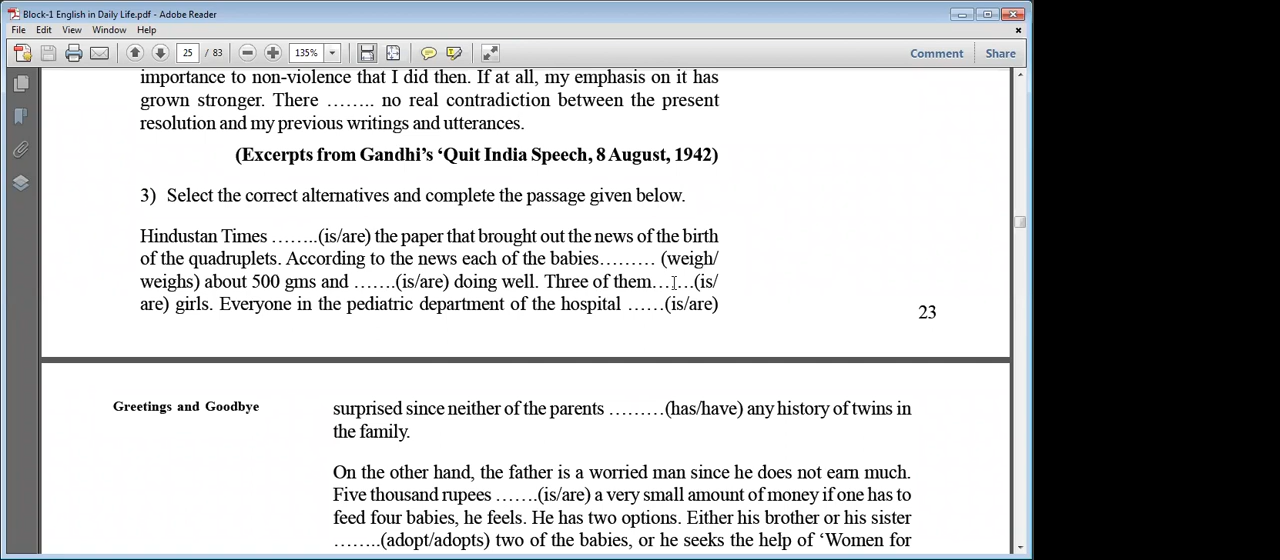 Block-1 English in Daily Life.pdf - Adobe Reader
File Edit View Window Help
25 / 83 135% Comment Share
importance to non-violence that I did then. If at all, my emphasis on it has
grown stronger. There …….. no real contradiction between the present
resolution and my previous writings and utterances.
(Excerpts from Gandhi’s ‘Quit India Speech, 8 August, 1942)
3) Select the correct alternatives and complete the passage given below.
Hindustan Times ……..(is/are) the paper that brought out the news of the birth
of the quadruplets. According to the news each of the babies……… (weigh/
weighs) about 500 gms and …….(is/are) doing well. Three of them……(is/
are) girls. Everyone in the pediatric department of the hospital ……(is/are)
23
Greetings and Goodbye
surprised since neither of the parents ………(has/have) any history of twins in
the family.
On the other hand, the father is a worried man since he does not earn much.
Five thousand rupees …….(is/are) a very small amount of money if one has to
feed four babies, he feels. He has two options. Either his brother or his sister
……..(adopt/adopts) two of the babies, or he seeks the help of ‘Women for